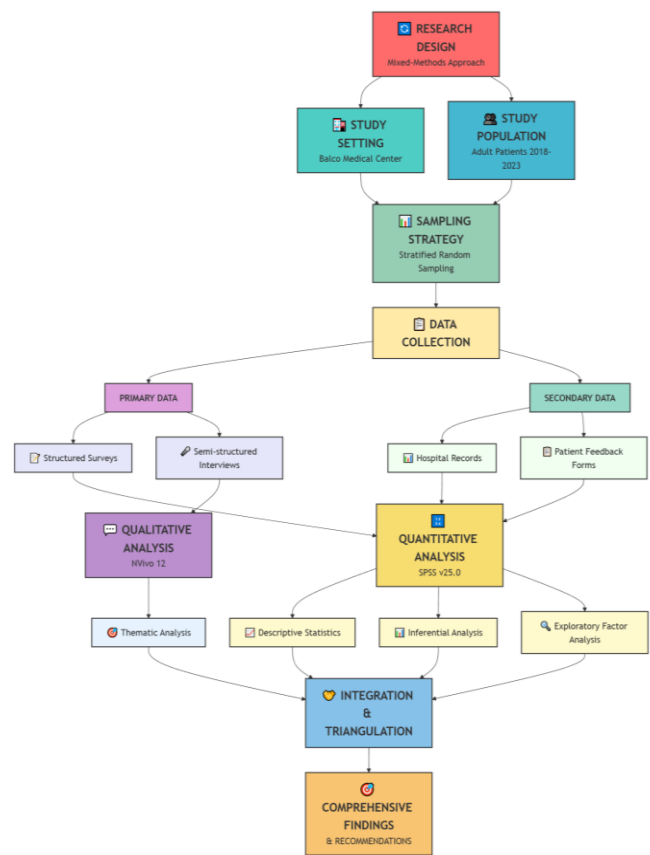 RESEARCH
DESIGN
Mixed-Methods Approach
STUDY
SETTING
Balco Medical Center
STUDY
POPULATION
Adult Patients 2018-
2023
SAMPLING
STRATEGY
Stratified Random
Sampling
DATA
COLLECTION
PRIMARY DATA
SECONDARY DATA
Structured Surveys
Semi-structured
Interviews
Hospital Records
Patient Feedback
Forms
QUALITATIVE
ANALYSIS
NVivo 12
QUANTITATIVE
ANALYSIS
SPSS v25.0
Thematic Analysis
Descriptive Statistics
Inferential Analysis
Exploratory Factor
Analysis
INTEGRATION
&
TRIANGULATION
COMPREHENSIVE
FINDINGS
& RECOMMENDATIONS